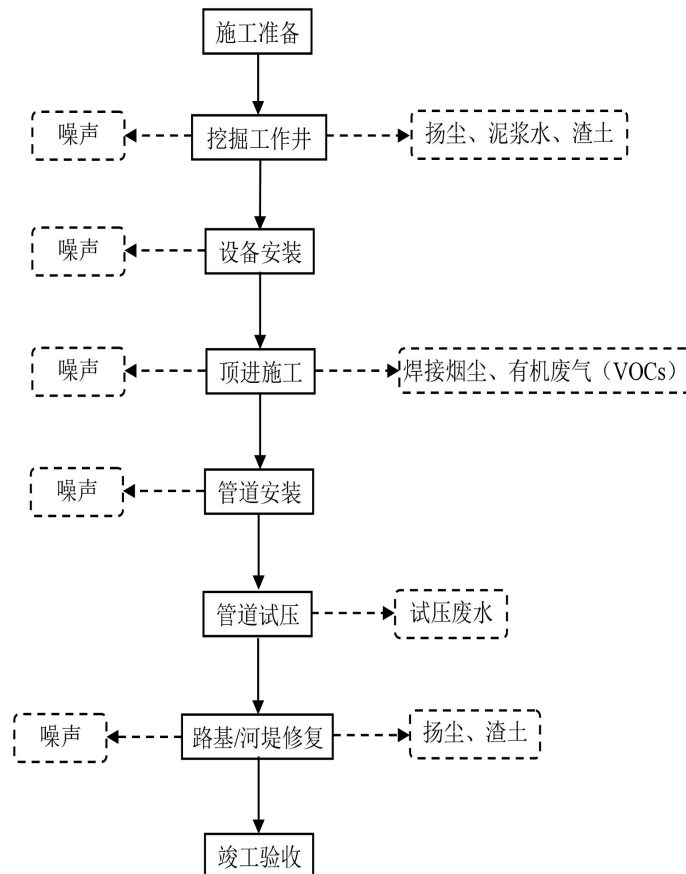 施工准备
噪声
挖掘工作井
扬尘、泥浆水、渣土
噪声
设备安装
噪声
顶进施工
焊接烟尘、有机废气（VOCs）
噪声
管道安装
管道试压
试压废水
噪声
路基/河堤修复
扬尘、渣土
竣工验收